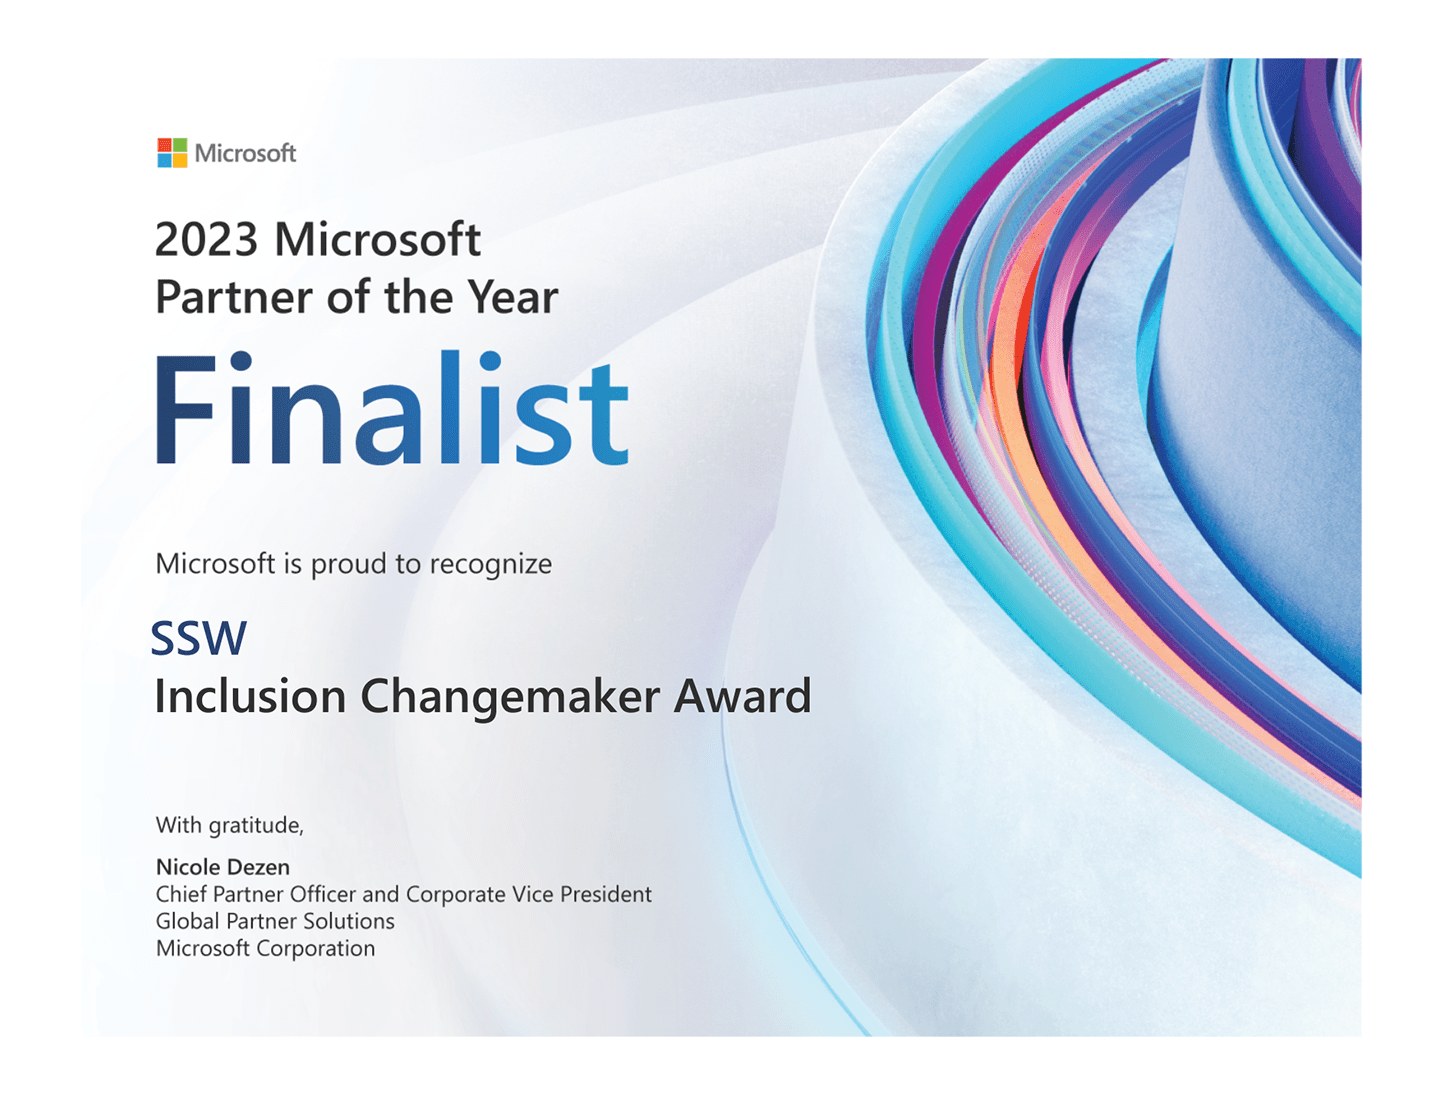 Microsoft
2023 Microsoft
Partner of the Year
Finalist
Microsoft is proud to recognize
SSW
Inclusion Changemaker Award
With gratitude,
Nicole Dezen
Chief Partner Officer and Corporate Vice President
Global Partner Solutions
Microsoft Corporation